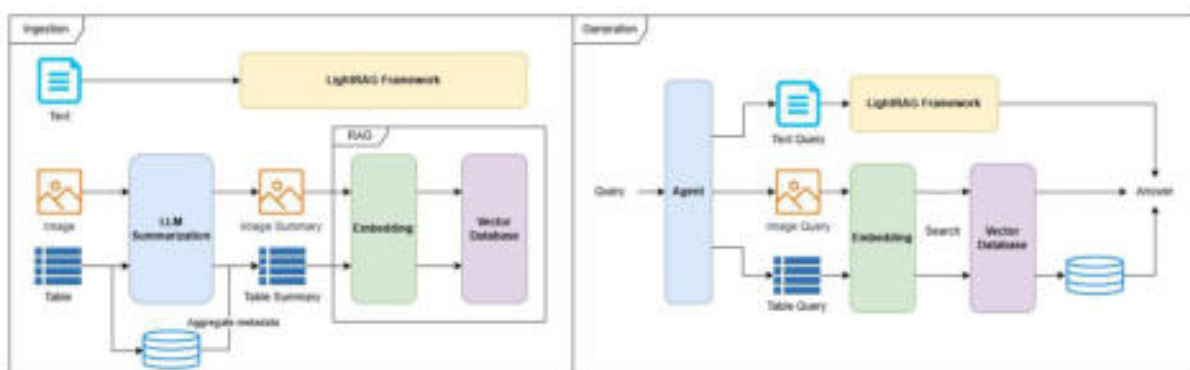 Ingestion
LightRAG Framework
Text
RAG
Image
LLM
Summarization
Image Summary
Embedding
Vector
Database
Table
Table Summary
Aggregate metadata
Generation
LightRAG Framework
Text Query
Query
Agent
Answer
Image Query
Embedding
Search
Vector
Database
Table Query